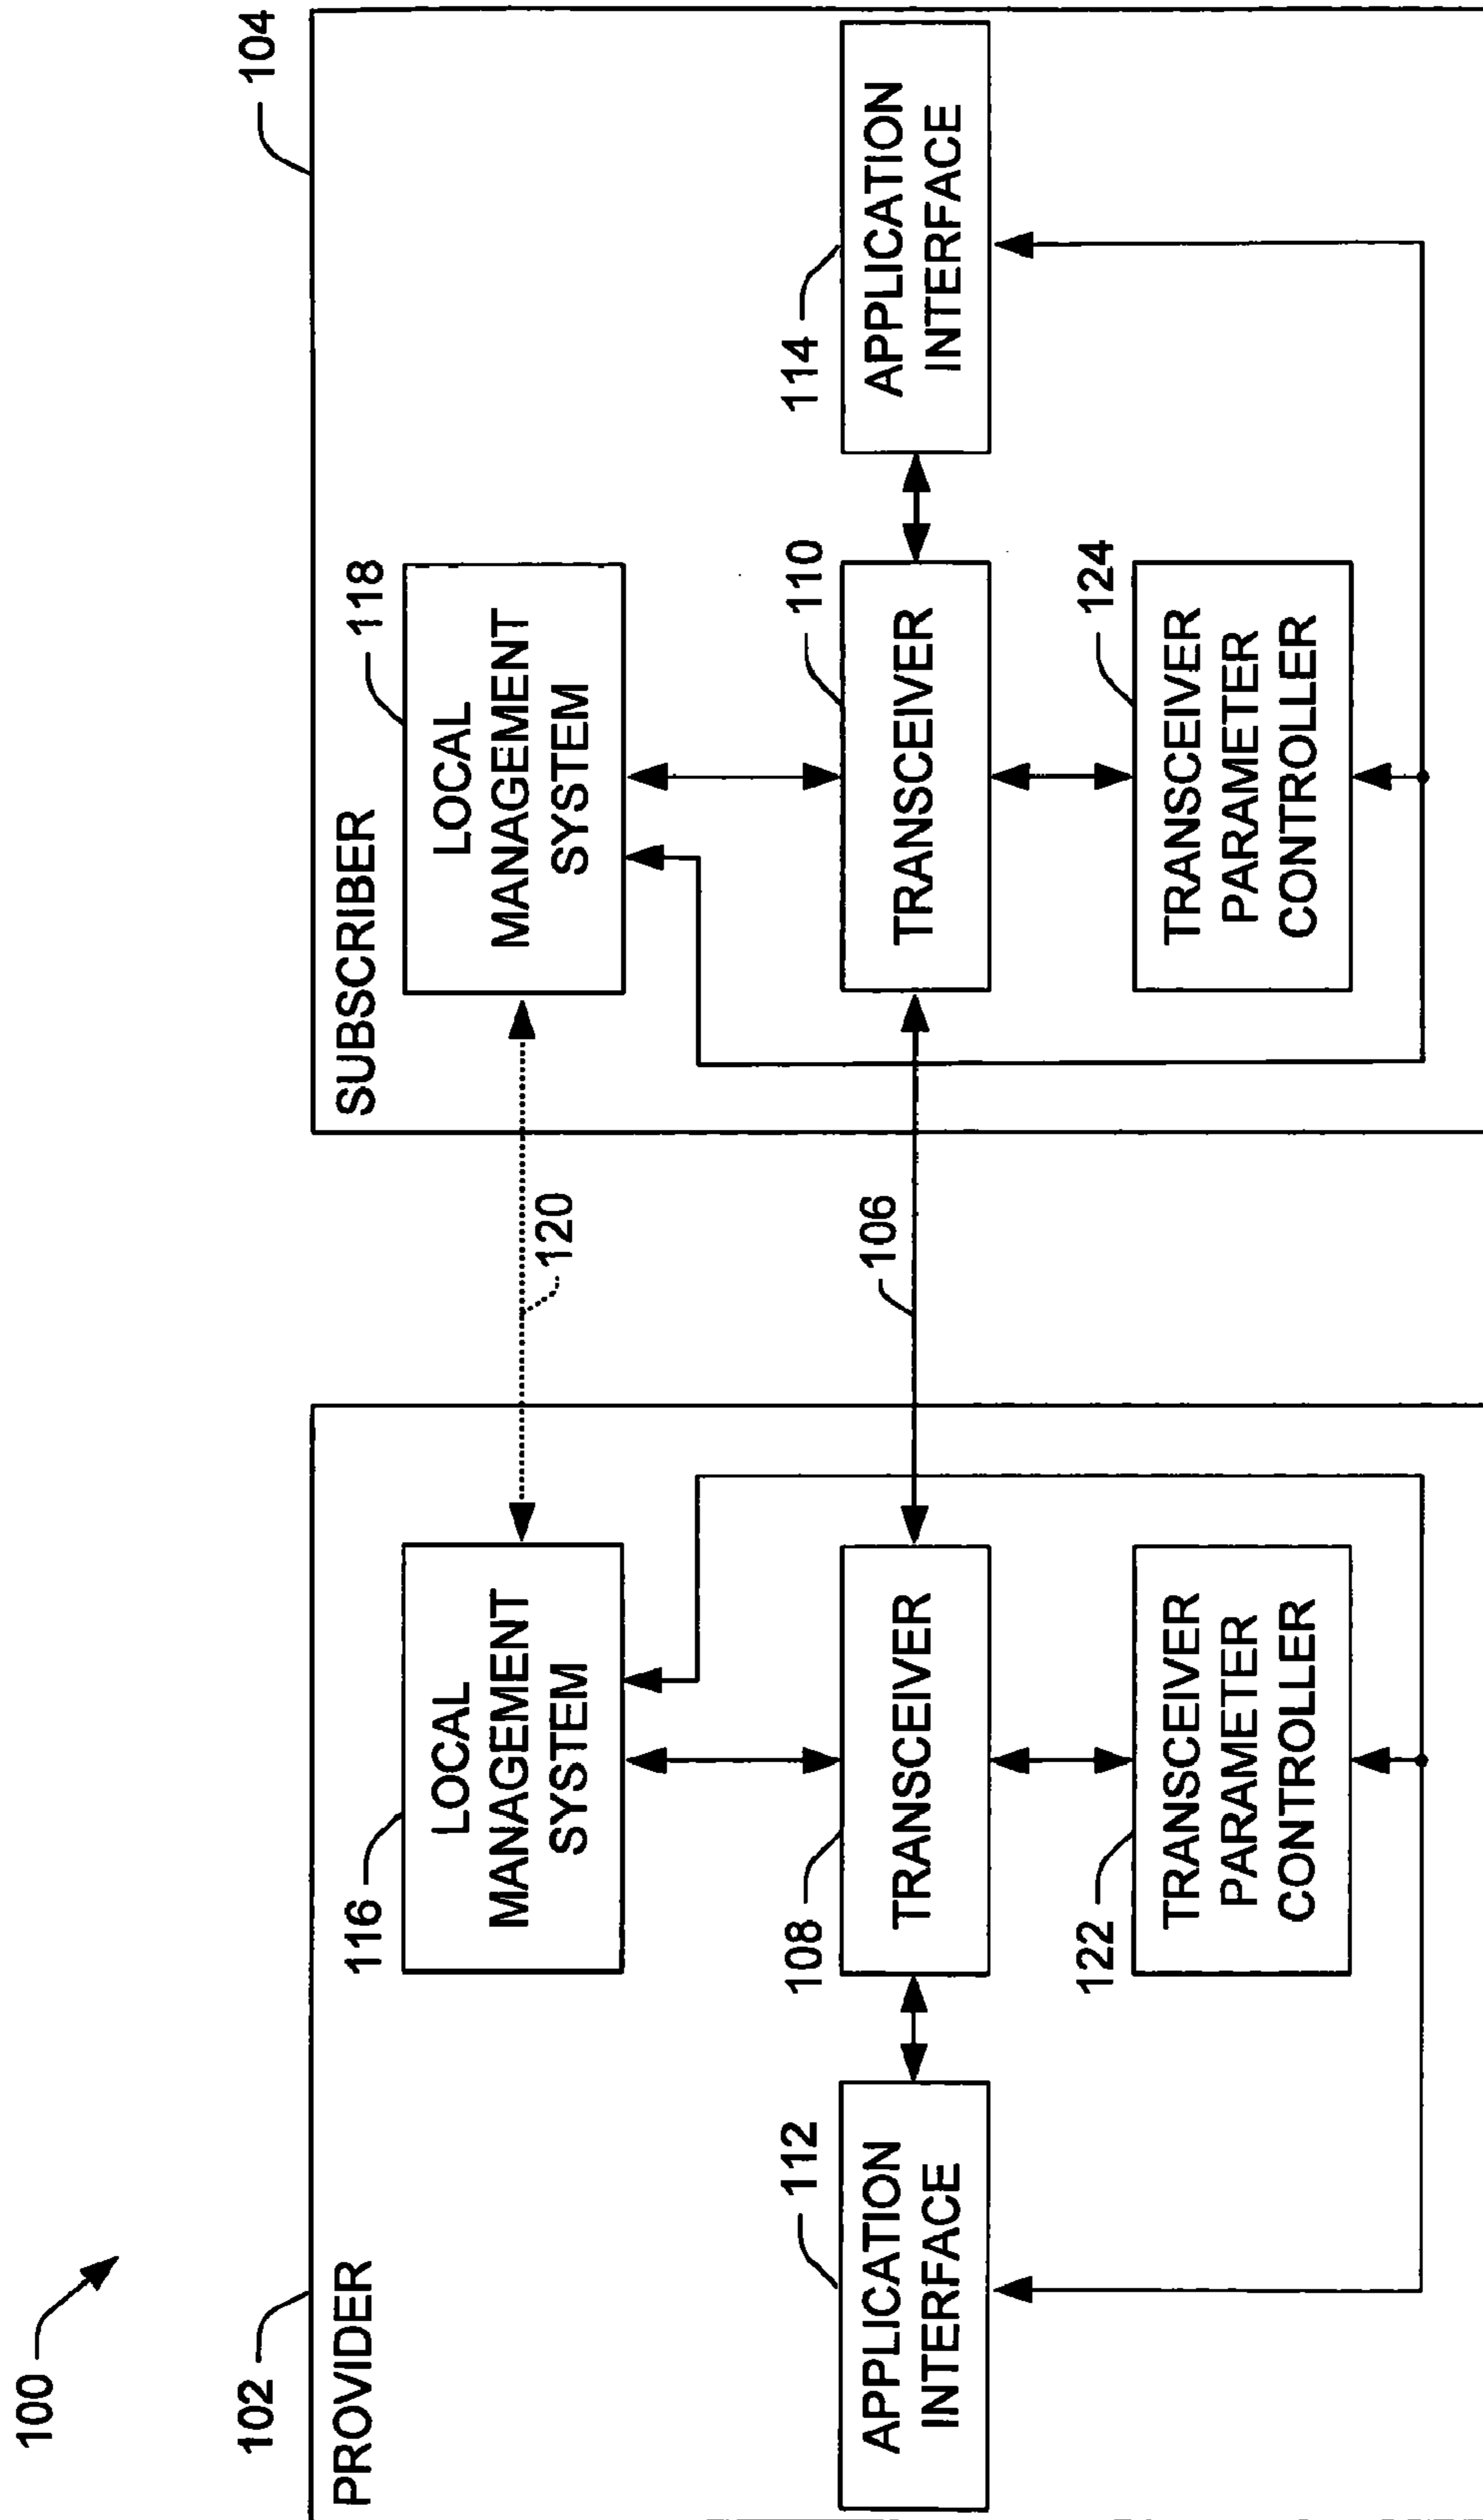 100
102
PROVIDER
116
LOCAL
MANAGEMENT
SYSTEM
112
APPLICATION
INTERFACE
108
TRANSCEIVER
122
TRANSCEIVER
PARAMETER
CONTROLLER
120
106
104
SUBSCRIBER
118
LOCAL
MANAGEMENT
SYSTEM
110
TRANSCEIVER
114
APPLICATION
INTERFACE
124
TRANSCEIVER
PARAMETER
CONTROLLER